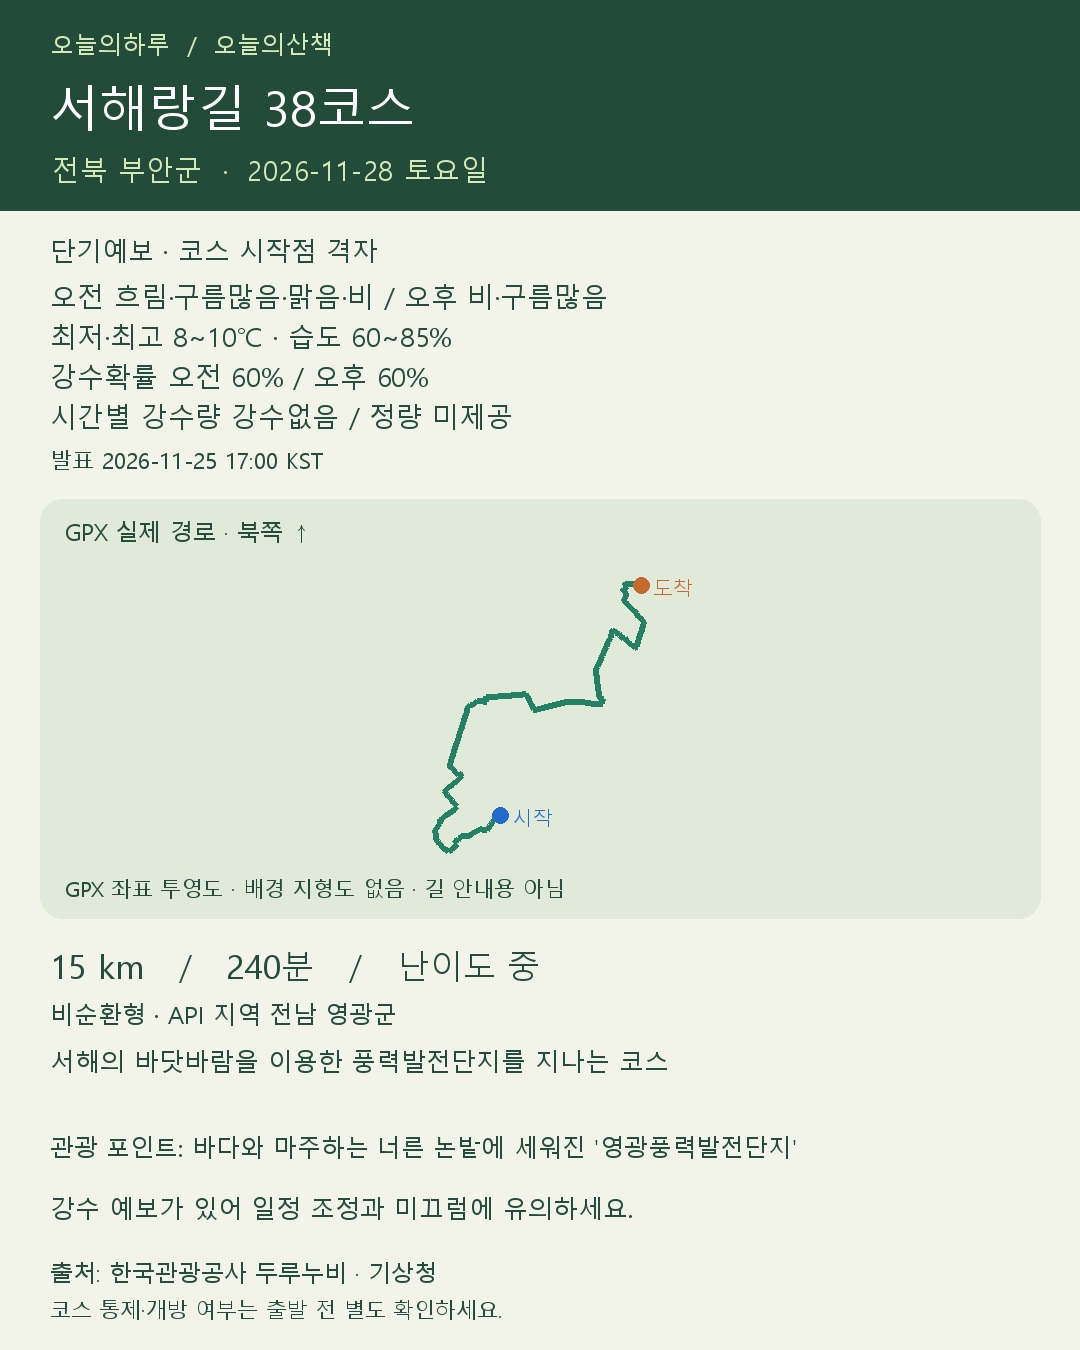 오늘의하루 / 오늘의산책
서해랑길 38코스
전북 부안군 · 2026-11-28 토요일
단기예보 · 코스 시작점 격자
오전 흐림·구름많음·맑음·비 / 오후 비·구름많음
최저·최고 8~10℃ · 습도 60~85%
강수확률 오전 60% / 오후 60%
시간별 강수량 강수없음 / 정량 미제공
발표 2026-11-25 17:00 KST
GPX 실제 경로 · 북쪽 ↑
도착
시작
GPX 좌표 투영도 · 배경 지형도 없음 · 길 안내용 아님
15 km / 240분 / 난이도 중
비순환형 · API 지역 전남 영광군
서해의 바닷바람을 이용한 풍력발전단지를 지나는 코스
관광 포인트: 바다와 마주하는 너른 논밭에 세워진 '영광풍력발전단지'
강수 예보가 있어 일정 조정과 미끄럼에 유의하세요.
출처: 한국관광공사 두루누비 · 기상청
코스 통제·개방 여부는 출발 전 별도 확인하세요.